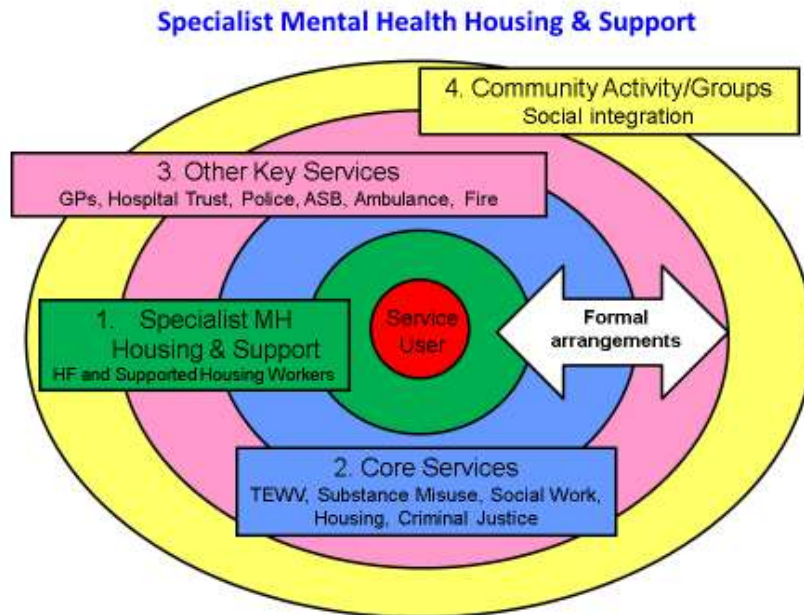 Specialist Mental Health Housing & Support
4. Community Activity/Groups
Social integration
3. Other Key Services
GPs, Hospital Trust, Police, ASB, Ambulance, Fire
1. Specialist MH
Housing & Support
HF and Supported Housing Workers
Service
User
Formal
arrangements
2. Core Services
TEWV, Substance Misuse, Social Work,
Housing, Criminal Justice